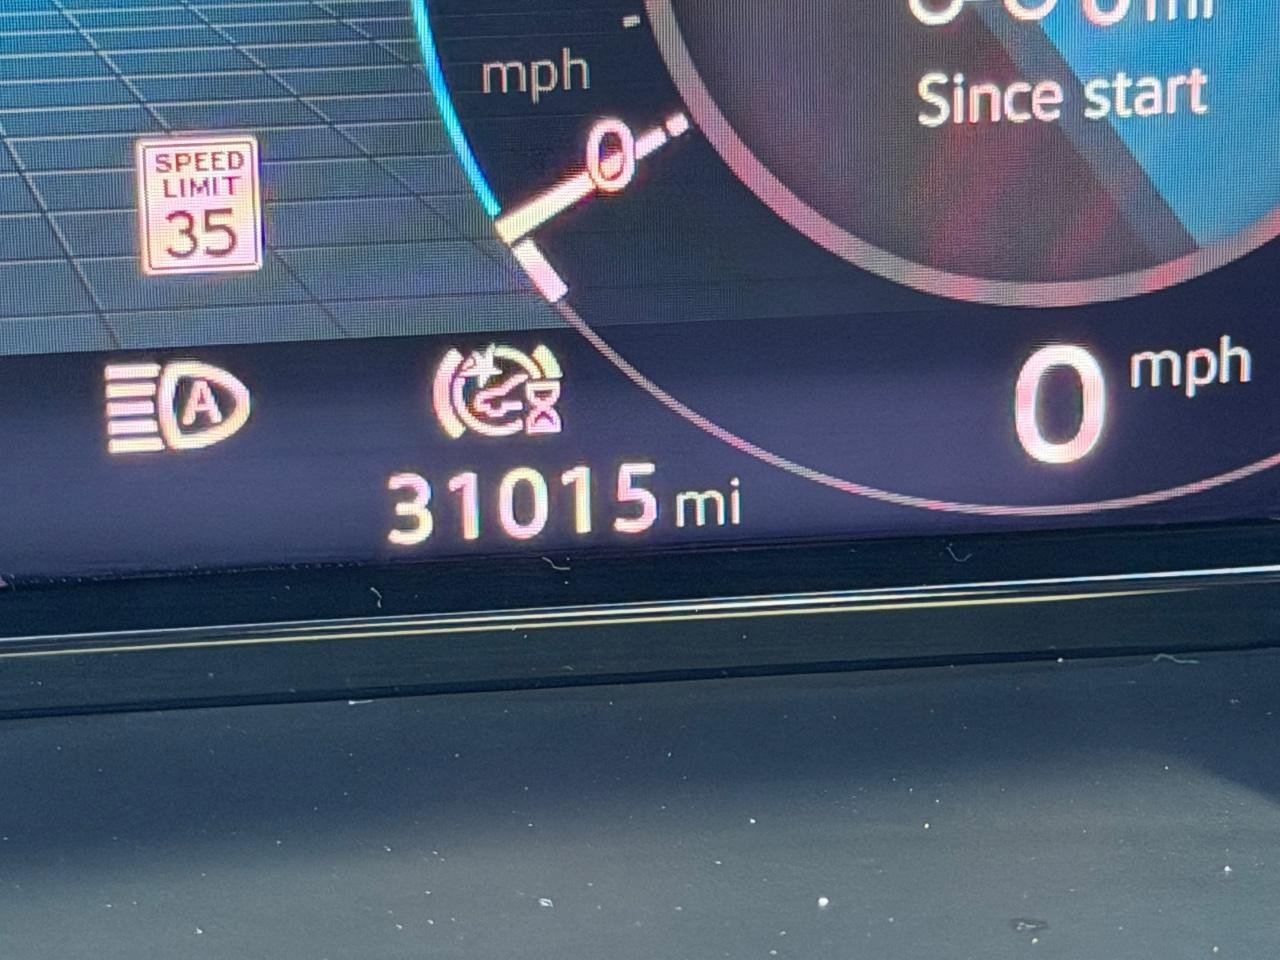 mph
0
Since start
SPEED
LIMIT
35
A
0 mph
31015 mi